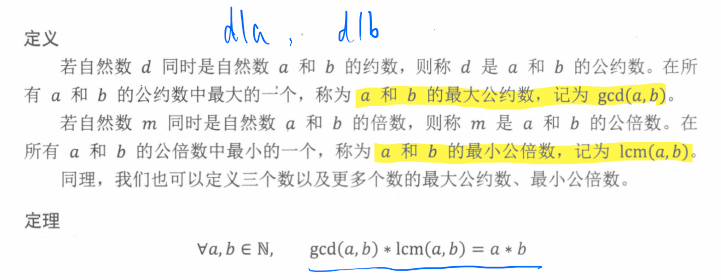 d|a, d|b
定义
若自然数 d 同时是自然数 a 和 b 的约数,则称 d 是 a 和 b 的公约数。在所
有 a 和 b 的公约数中最大的一个,称为 a 和 b 的最大公约数,记为 gcd(a,b)。
若自然数 m 同时是自然数 a 和 b 的倍数,则称 m 是 a 和 b 的公倍数。在
所有 a 和 b 的公倍数中最小的一个,称为 a 和 b 的最小公倍数,记为 lcm(a,b)。
同理,我们也可以定义三个数以及更多个数的最大公约数、最小公倍数。
定理
∀a,b ∈ ℕ, gcd(a,b) * lcm(a,b) = a * b